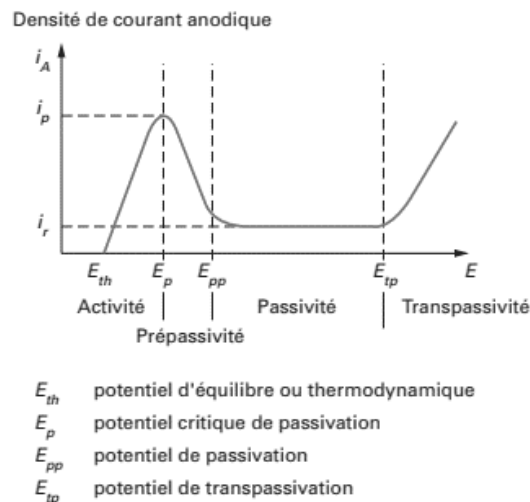 Densité de courant anodique
i_A
i_p
i_r
E_th E_p E_pp E_tp E
Activité Passivité Transpassivité
Prépassivité
E_th potentiel d'équilibre ou thermodynamique
E_p potentiel critique de passivation
E_pp potentiel de passivation
E_tp potentiel de transpassivation